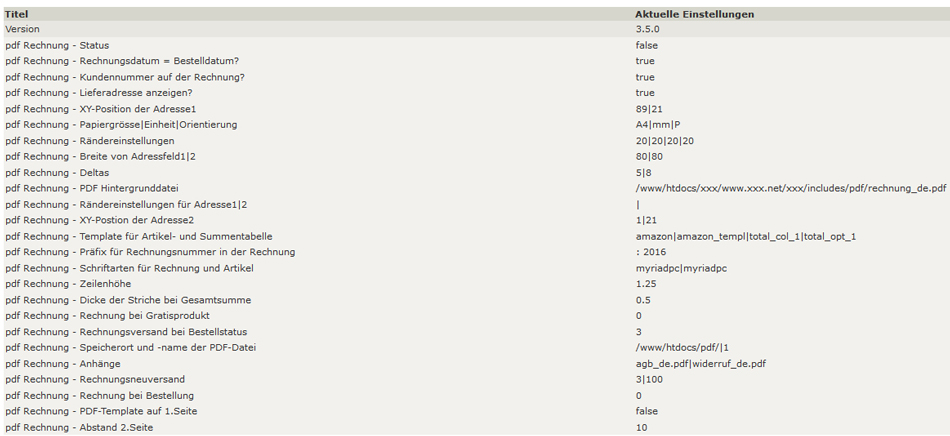 Titel Aktuelle Einstellungen
Version 3.5.0
pdf Rechnung - Status false
pdf Rechnung - Rechnungsdatum = Bestelldatum? true
pdf Rechnung - Kundennummer auf der Rechnung? true
pdf Rechnung - Lieferadresse anzeigen? true
pdf Rechnung - XY-Position der Adresse1 89|21
pdf Rechnung - Papiergrösse|Einheit|Orientierung A4|mm|P
pdf Rechnung - Rändereinstellungen 20|20|20|20
pdf Rechnung - Breite von Adressfeld1|2 80|80
pdf Rechnung - Deltas 5|8
pdf Rechnung - PDF Hintergrunddatei /www/htdocs/xxx/www.xxx.net/xxx/includes/pdf/rechnung_de.pdf
pdf Rechnung - Rändereinstellungen für Adresse1|2 |
pdf Rechnung - XY-Postion der Adresse2 1|21
pdf Rechnung - Template für Artikel- und Summentabelle amazon|amazon_templ|total_col_1|total_opt_1
pdf Rechnung - Präfix für Rechnungsnummer in der Rechnung : 2016
pdf Rechnung - Schriftarten für Rechnung und Artikel myriadpc|myriadpc
pdf Rechnung - Zeilenhöhe 1.25
pdf Rechnung - Dicke der Striche bei Gesamtsumme 0.5
pdf Rechnung - Rechnung bei Gratisprodukt 0
pdf Rechnung - Rechnungsversand bei Bestellstatus 3
pdf Rechnung - Speicherort und -name der PDF-Datei /www/htdocs/pdf/|1
pdf Rechnung - Anhänge agb_de.pdf|widerruf_de.pdf
pdf Rechnung - Rechnungsneuversand 3|100
pdf Rechnung - Rechnung bei Bestellung 0
pdf Rechnung - PDF-Template auf 1.Seite false
pdf Rechnung - Abstand 2.Seite 10